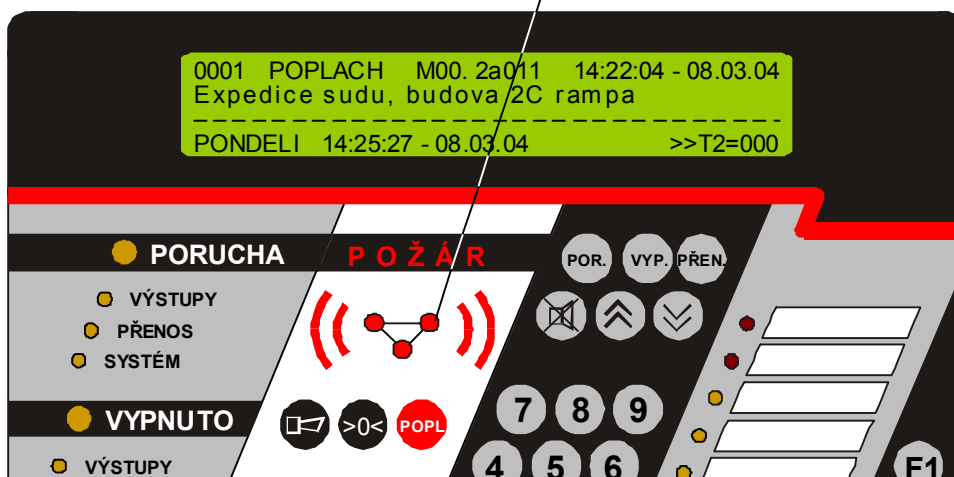 0001 POPLACH M00. 2a011 14:22:04 - 08.03.04
Expedice sudu, budova 2C rampa
PONDELI 14:25:27 - 08.03.04 >>T2=000
PORUCHA
POŽÁR
POR. VYP. PŘEN.
VÝSTUPY
PŘENOS
SYSTÉM
VYPNUTO
>0< POPL
7 8 9
VÝSTUPY
4 5 6
F1